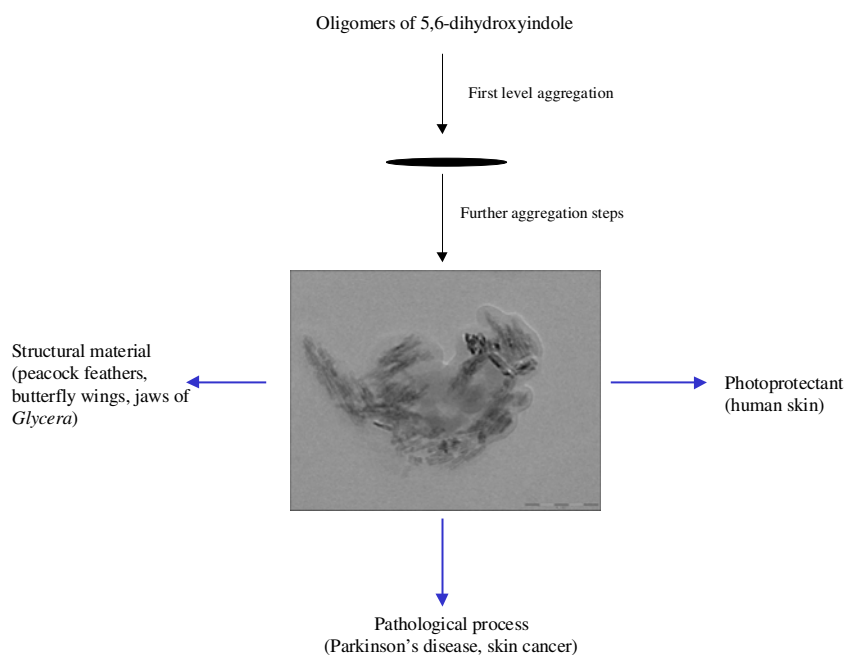 Oligomers of 5,6-dihydroxyindole
First level aggregation
Further aggregation steps
Structural material
(peacock feathers,
butterfly wings, jaws of
Glycera)
Photoprotectant
(human skin)
Pathological process
(Parkinson’s disease, skin cancer)